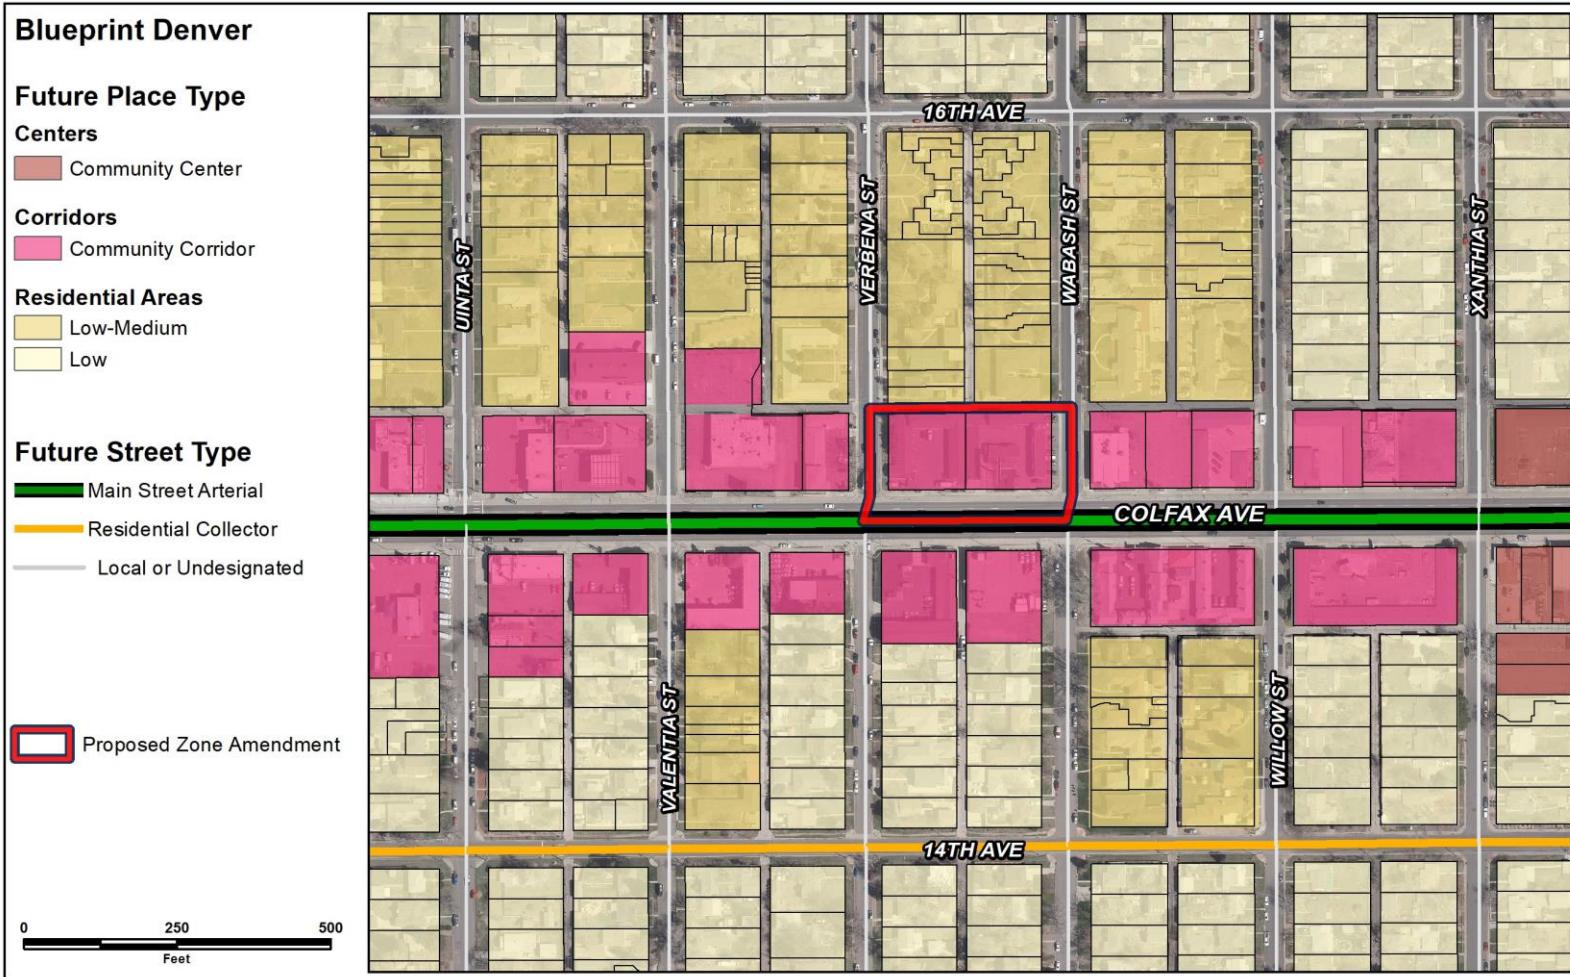 Blueprint Denver
Future Place Type
Centers
Community Center
Corridors
Community Corridor
Residential Areas
Low-Medium
Low
Future Street Type
Main Street Arterial
Residential Collector
Local or Undesignated
Proposed Zone Amendment
0 250 500
Feet
16TH AVE
UINTA ST
VERBENA ST
WABASH ST
XANTHIA ST
COLFAX AVE
VALENTIA ST
WILLOW ST
14TH AVE